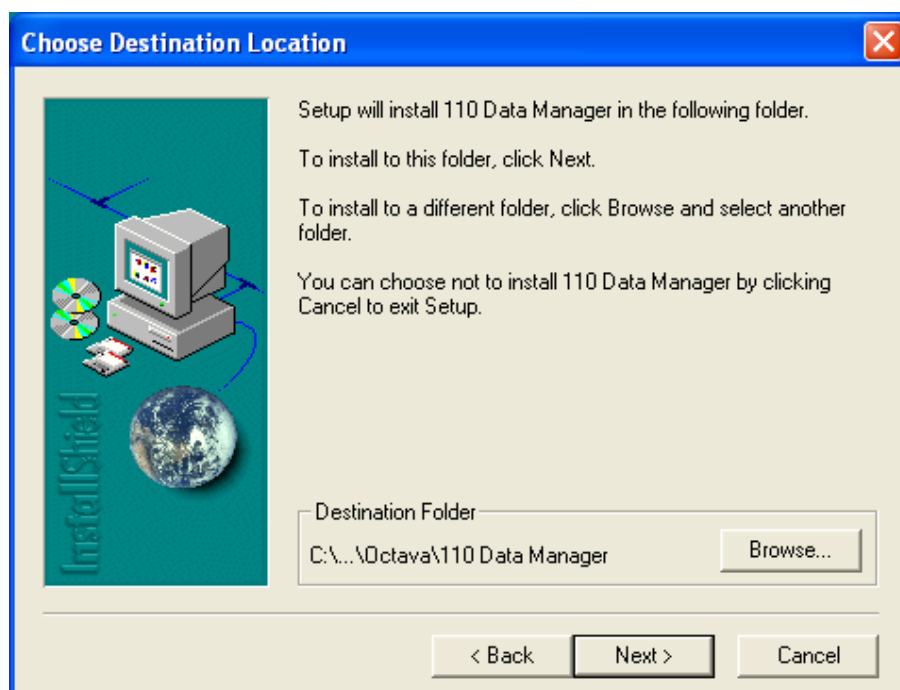 Choose Destination Location
Setup will install 110 Data Manager in the following folder.
To install to this folder, click Next.
To install to a different folder, click Browse and select another
folder.
You can choose not to install 110 Data Manager by clicking
Cancel to exit Setup.
InstallShield
Destination Folder
C:\...\Octava\110 Data Manager
Browse...
< Back
Next >
Cancel